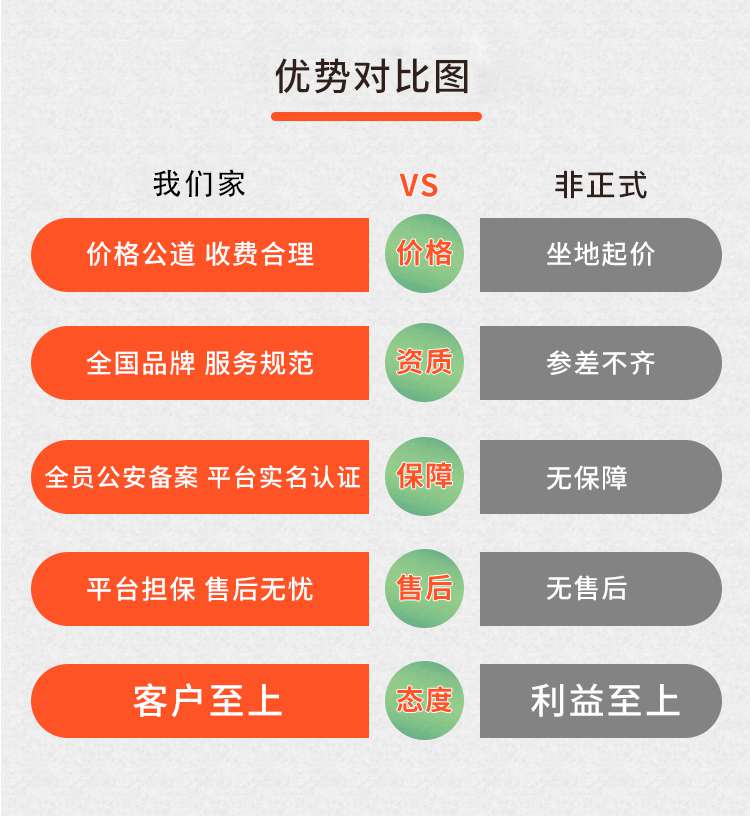 优势对比图
我们家 VS 非正式
价格公道 收费合理 价格 坐地起价
全国品牌 服务规范 资质 参差不齐
全员公安备案 平台实名认证 保障 无保障
平台担保 售后无忧 售后 无售后
客户至上 态度 利益至上